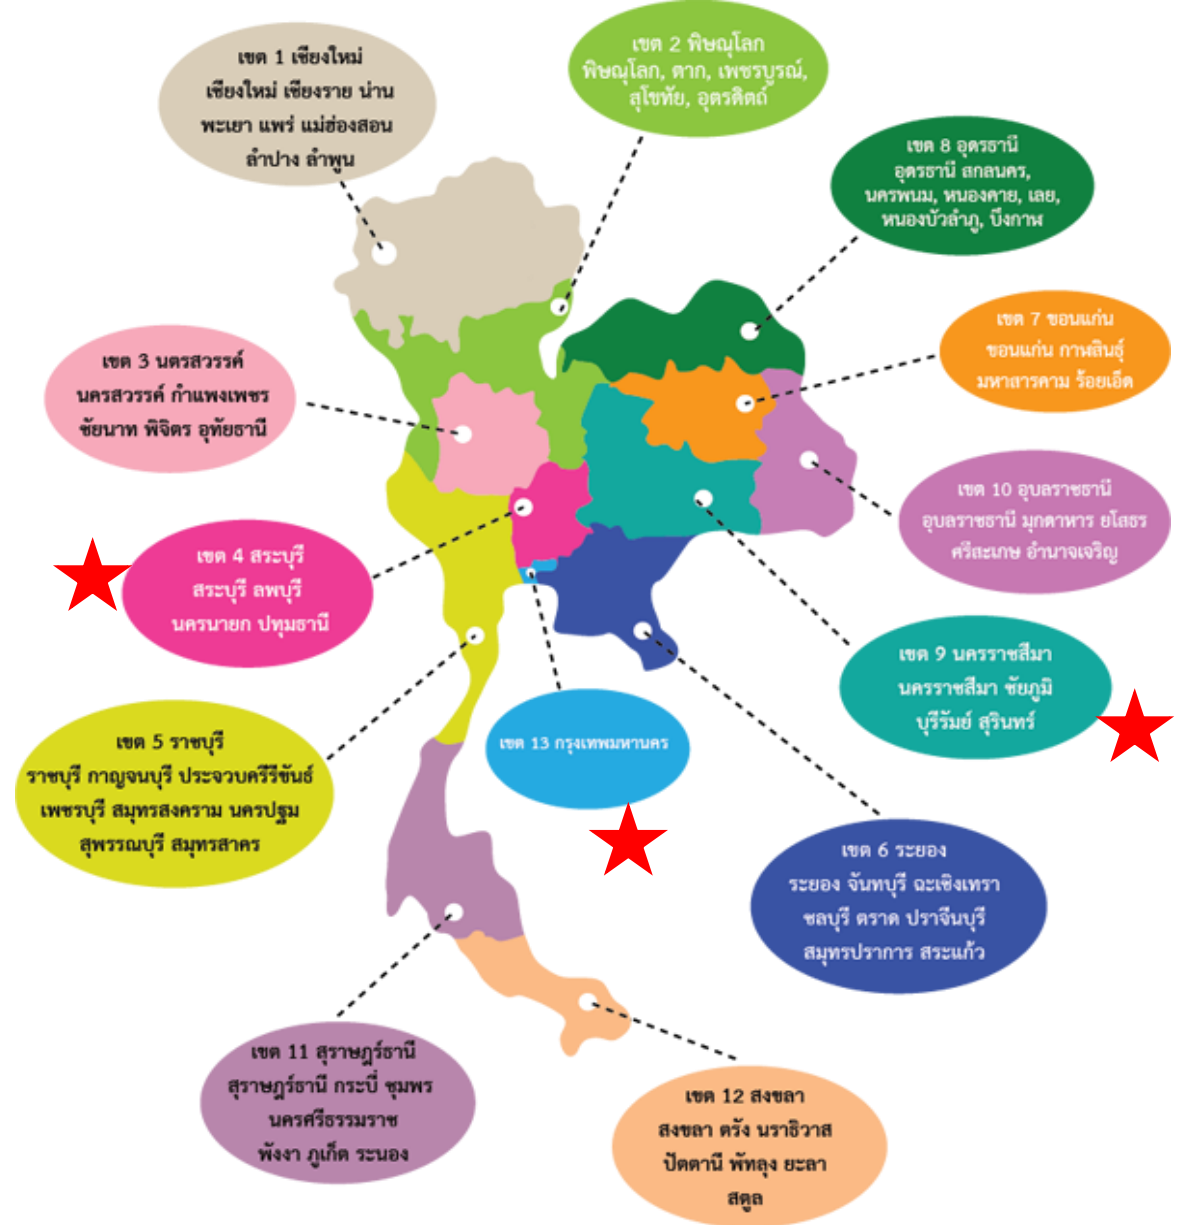 เขต 1 เชียงใหม่
เชียงใหม่ เชียงราย น่าน
พะเยา แพร่ แม่ฮ่องสอน
ลำปาง ลำพูน
เขต 2 พิษณุโลก
พิษณุโลก, ตาก, เพชรบูรณ์,
สุโขทัย, อุตรดิตถ์
เขต 8 อุดรธานี
อุดรธานี สกลนคร,
นครพนม, หนองคาย, เลย,
หนองบัวลำภู, บึงกาฬ
เขต 7 ขอนแก่น
ขอนแก่น กาฬสินธุ์
มหาสารคาม ร้อยเอ็ด
เขต 3 นตรสวรรค์
นครสวรรค์ กำแพงเพชร
ชัยนาท พิจิตร อุทัยธานี
เขต 10 อุบลราชธานี
อุบลราชธานี มุกดาหาร ยโสธร
ศรีสะเกษ อำนาจเจริญ
เขต 4 สระบุรี
สระบุรี ลพบุรี
นครนายก ปทุมธานี
เขต 9 นครราชสีมา
นครราชสีมา ชัยภูมิ
บุรีรัมย์ สุรินทร์
เขต 5 ราชบุรี
ราชบุรี กาญจนบุรี ประจวบคีรีขันธ์
เพชรบุรี สมุทรสงคราม นครปฐม
สุพรรณบุรี สมุทรสาคร
เขต 13 กรุงเทพมหานคร
เขต 6 ระยอง
ระยอง จันทบุรี ฉะเชิงเทรา
ชลบุรี ตราด ปราจีนบุรี
สมุทรปราการ สระแก้ว
เขต 11 สุราษฎร์ธานี
สุราษฎร์ธานี กระบี่ ชุมพร
นครศรีธรรมราช
พังงา ภูเก็ต ระนอง
เขต 12 สงขลา
สงขลา ตรัง นราธิวาส
ปัตตานี พัทลุง ยะลา
สตูล